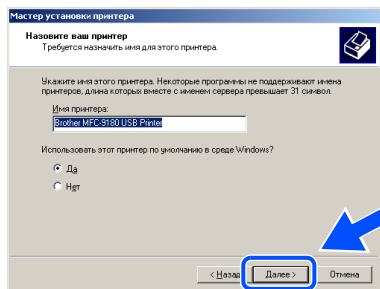 Мастер установки принтера
Назовите ваш принтер
Требуется назначить имя для этого принтера.
Укажите имя этого принтера. Некоторые программы не поддерживают имена
принтеров, длина которых вместе с именем сервера превышает 31 символ.
Имя принтера:
Brother MFC-9180 USB Printer
Использовать этот принтер по умолчанию в среде Windows?
Да
Нет
< Назад
Далее >
Отмена